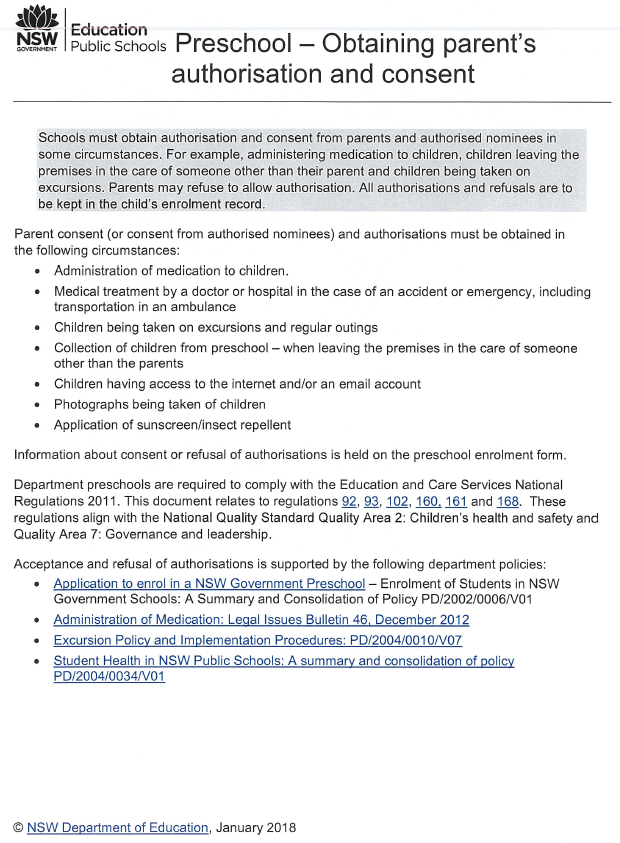 NSW
GOVERNMENT
Education
Public Schools
Preschool – Obtaining parent's
authorisation and consent
Schools must obtain authorisation and consent from parents and authorised nominees in
some circumstances. For example, administering medication to children, children leaving the
premises in the care of someone other than their parent and children being taken on
excursions. Parents may refuse to allow authorisation. All authorisations and refusals are to
be kept in the child's enrolment record.
Parent consent (or consent from authorised nominees) and authorisations must be obtained in
the following circumstances:
• Administration of medication to children.
• Medical treatment by a doctor or hospital in the case of an accident or emergency, including
transportation in an ambulance
• Children being taken on excursions and regular outings
• Collection of children from preschool – when leaving the premises in the care of someone
other than the parents
• Children having access to the internet and/or an email account
• Photographs being taken of children
• Application of sunscreen/insect repellent
Information about consent or refusal of authorisations is held on the preschool enrolment form.
Department preschools are required to comply with the Education and Care Services National
Regulations 2011. This document relates to regulations 92, 93, 102, 160, 161 and 168. These
regulations align with the National Quality Standard Quality Area 2: Children's health and safety and
Quality Area 7: Governance and leadership.
Acceptance and refusal of authorisations is supported by the following department policies:
• Application to enrol in a NSW Government Preschool – Enrolment of Students in NSW
Government Schools: A Summary and Consolidation of Policy PD/2002/0006/V01
• Administration of Medication: Legal Issues Bulletin 46, December 2012
• Excursion Policy and Implementation Procedures: PD/2004/0010/V07
• Student Health in NSW Public Schools: A summary and consolidation of policy
PD/2004/0034/V01
© NSW Department of Education, January 2018